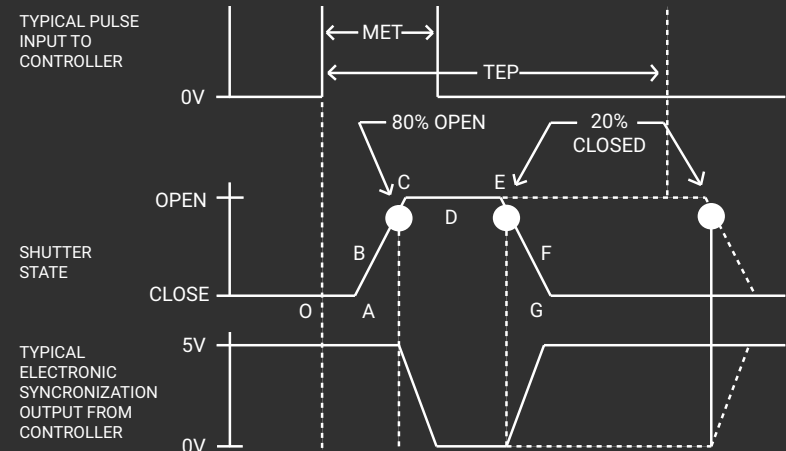 TYPICAL PULSE
INPUT TO
CONTROLLER
0V
MET
TEP
80% OPEN
20%
CLOSED
OPEN
C
E
D
B
F
SHUTTER
STATE
CLOSE
O
A
G
TYPICAL
ELECTRONIC
SYNCRONIZATION
OUTPUT FROM
CONTROLLER
5V
0V